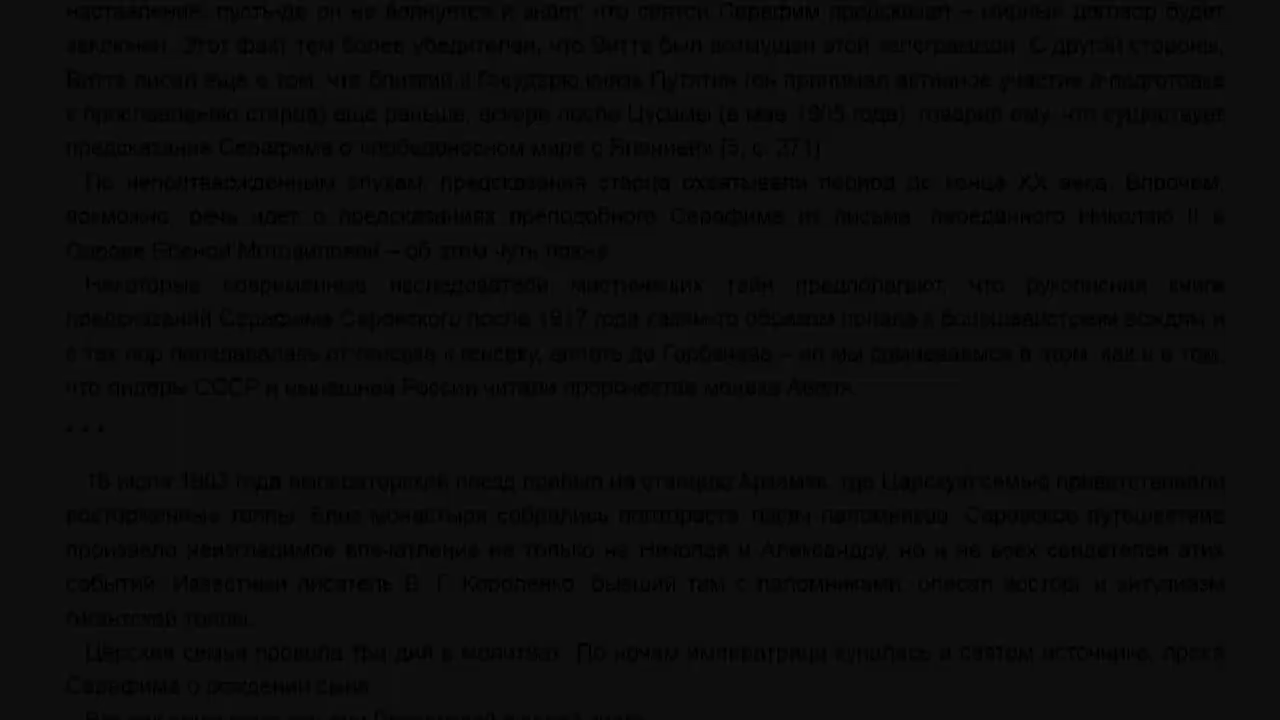 наставлении, пусть-де он не волнуется и знает, что святой Серафим предсказал – мирный договор будет
заключен. Этот факт тем более убедителен, что Витте был возмущен этой телеграммой. С другой стороны,
Витте писал еще о том, что близкий к Государю князь Путятин (он принимал активное участие в подготовке
к прославлению старца) еще раньше, вскоре после Цусимы (в мае 1905 года), говорил ему, что существует
предсказание Серафима о «победоносном мире с Японией» [5, с. 271]
По неподтвержденным слухам, предсказания старца охватывали период до конца XX века. Впрочем,
возможно, речь идет о предсказаниях преподобного Серафима из письма, переданного Николаю II в
Сарове Еленой Мотовиловой – об этом чуть позже.
Некоторые современные исследователи мистических тайн предполагают, что рукописная книга
предсказаний Серафима Саровского после 1917 года каким-то образом попала к большевистским вождям и
с тех пор передавалась от генсека к генсеку, вплоть до Горбачева – но мы сомневаемся в этом, как и в том,
что лидеры СССР и нынешней России читали пророчества монаха Авеля.
* * *
18 июля 1903 года императорский поезд прибыл на станцию Арзамас, где Царскую семью приветствовали
восторженные толпы. Близ монастыря собрались полтораста тысяч паломников. Саровское путешествие
произвело неизгладимое впечатление не только на Николая и Александру, но и на всех свидетелей этих
событий. Известный писатель В. Г. Короленко, бывший там с паломниками, описал восторг и энтузиазм
гигантской толпы.
Царская семья провела три дня в молитвах. По ночам императрица купалась в святом источнике, прося
Серафима о рождении сына.